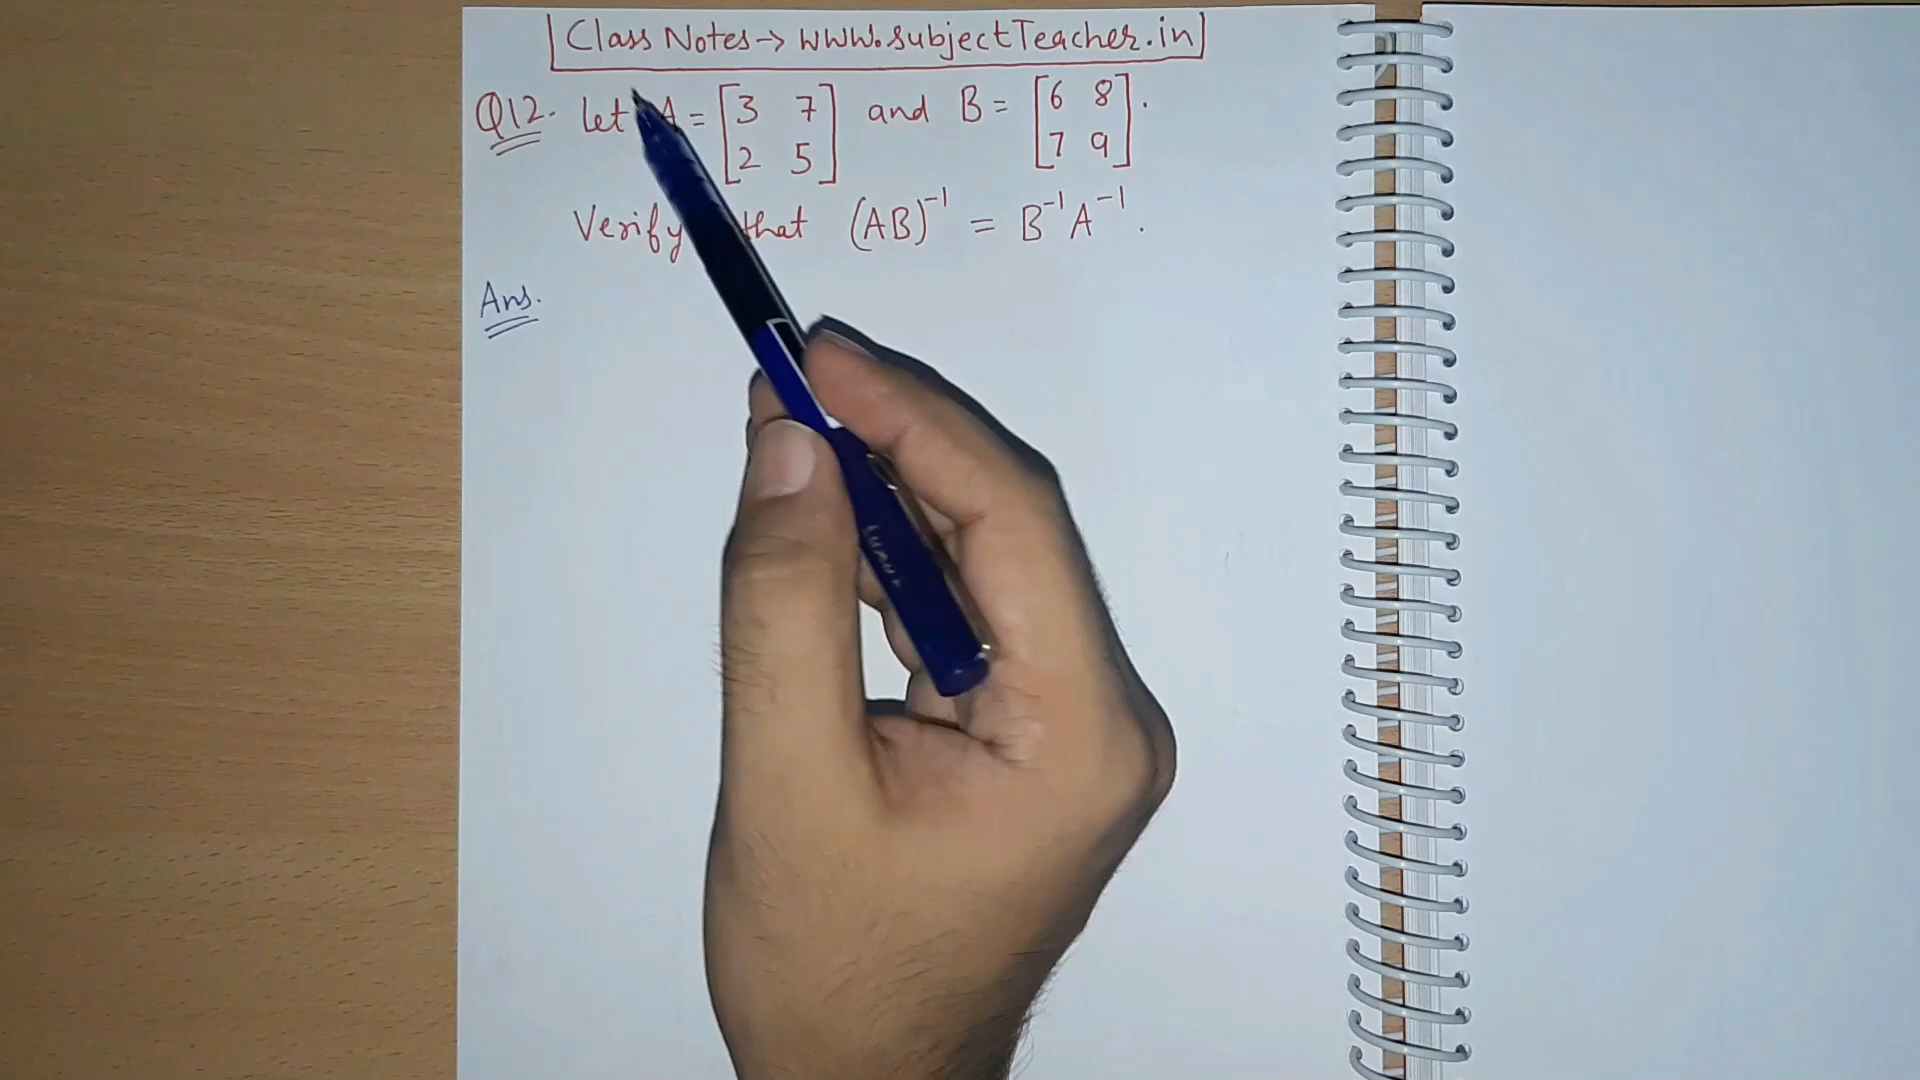 Class Notes → www.subjectTeacher.in
Q12. Let A = [3 7 and B = [6 8 .
2 5] 7 9]
Verify that (AB)⁻¹ = B⁻¹A⁻¹ .
Ans.